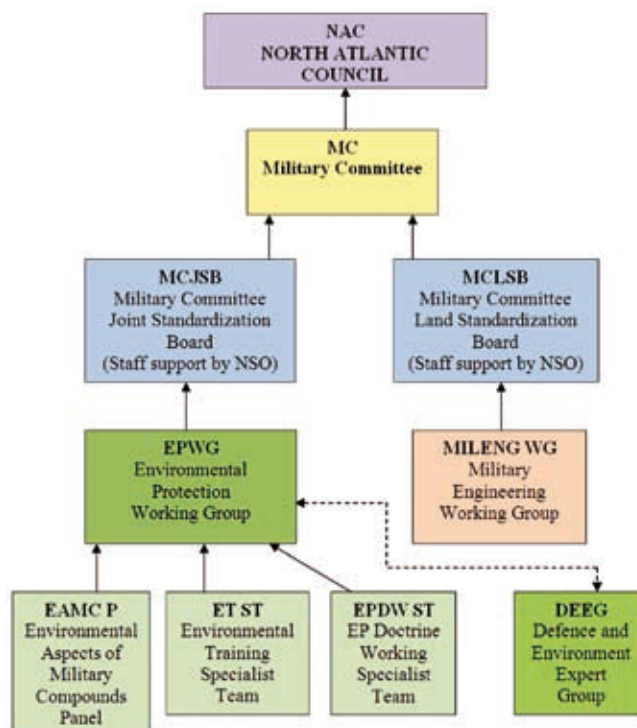 NAC
NORTH ATLANTIC
COUNCIL
MC
Military Committee
MCJSB
Military Committee
Joint Standardization
Board
(Staff support by NSO)
MCLSB
Military Committee
Land Standardization
Board
(Staff support by NSO)
EPWG
Environmental
Protection
Working Group
MILENG WG
Military
Engineering
Working Group
EAMC P
Environmental
Aspects of
Military
Compounds
Panel
ET ST
Environmental
Training
Specialist
Team
EPDW ST
EP Doctrine
Working
Specialist
Team
DEEG
Defence and
Environment
Expert
Group